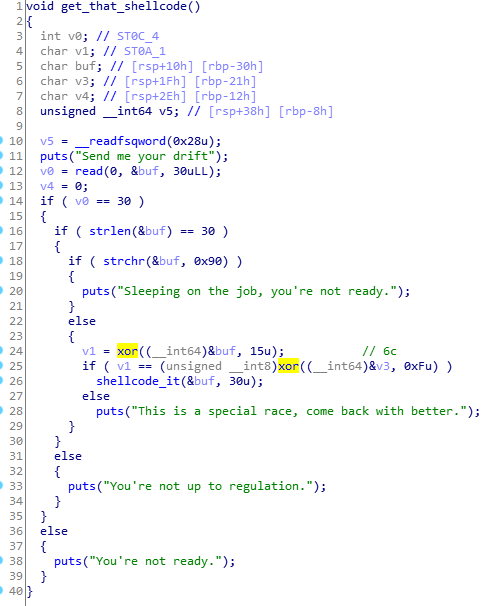 1 void get_that_shellcode()
2 {
3 int v0; // ST0C_4
4 char v1; // ST0A_1
5 char buf; // [rsp+10h] [rbp-30h]
6 char v3; // [rsp+1Fh] [rbp-21h]
7 char v4; // [rsp+2Eh] [rbp-12h]
8 unsigned __int64 v5; // [rsp+38h] [rbp-8h]
9
10 v5 = __readfsqword(0x28u);
11 puts("Send me your drift");
12 v0 = read(0, &buf, 30uLL);
13 v4 = 0;
14 if ( v0 == 30 )
15 {
16 if ( strlen(&buf) == 30 )
17 {
18 if ( strchr(&buf, 0x90) )
19 {
20 puts("Sleeping on the job, you're not ready.");
21 }
22 else
23 {
24 v1 = xor((__int64)&buf, 15u); // 6c
25 if ( v1 == (unsigned __int8)xor((__int64)&v3, 0xFu) )
26 shellcode_it(&buf, 30u);
27 else
28 puts("This is a special race, come back with better.");
29 }
30 }
31 else
32 {
33 puts("You're not up to regulation.");
34 }
35 }
36 else
37 {
38 puts("You're not ready.");
39 }
40 }